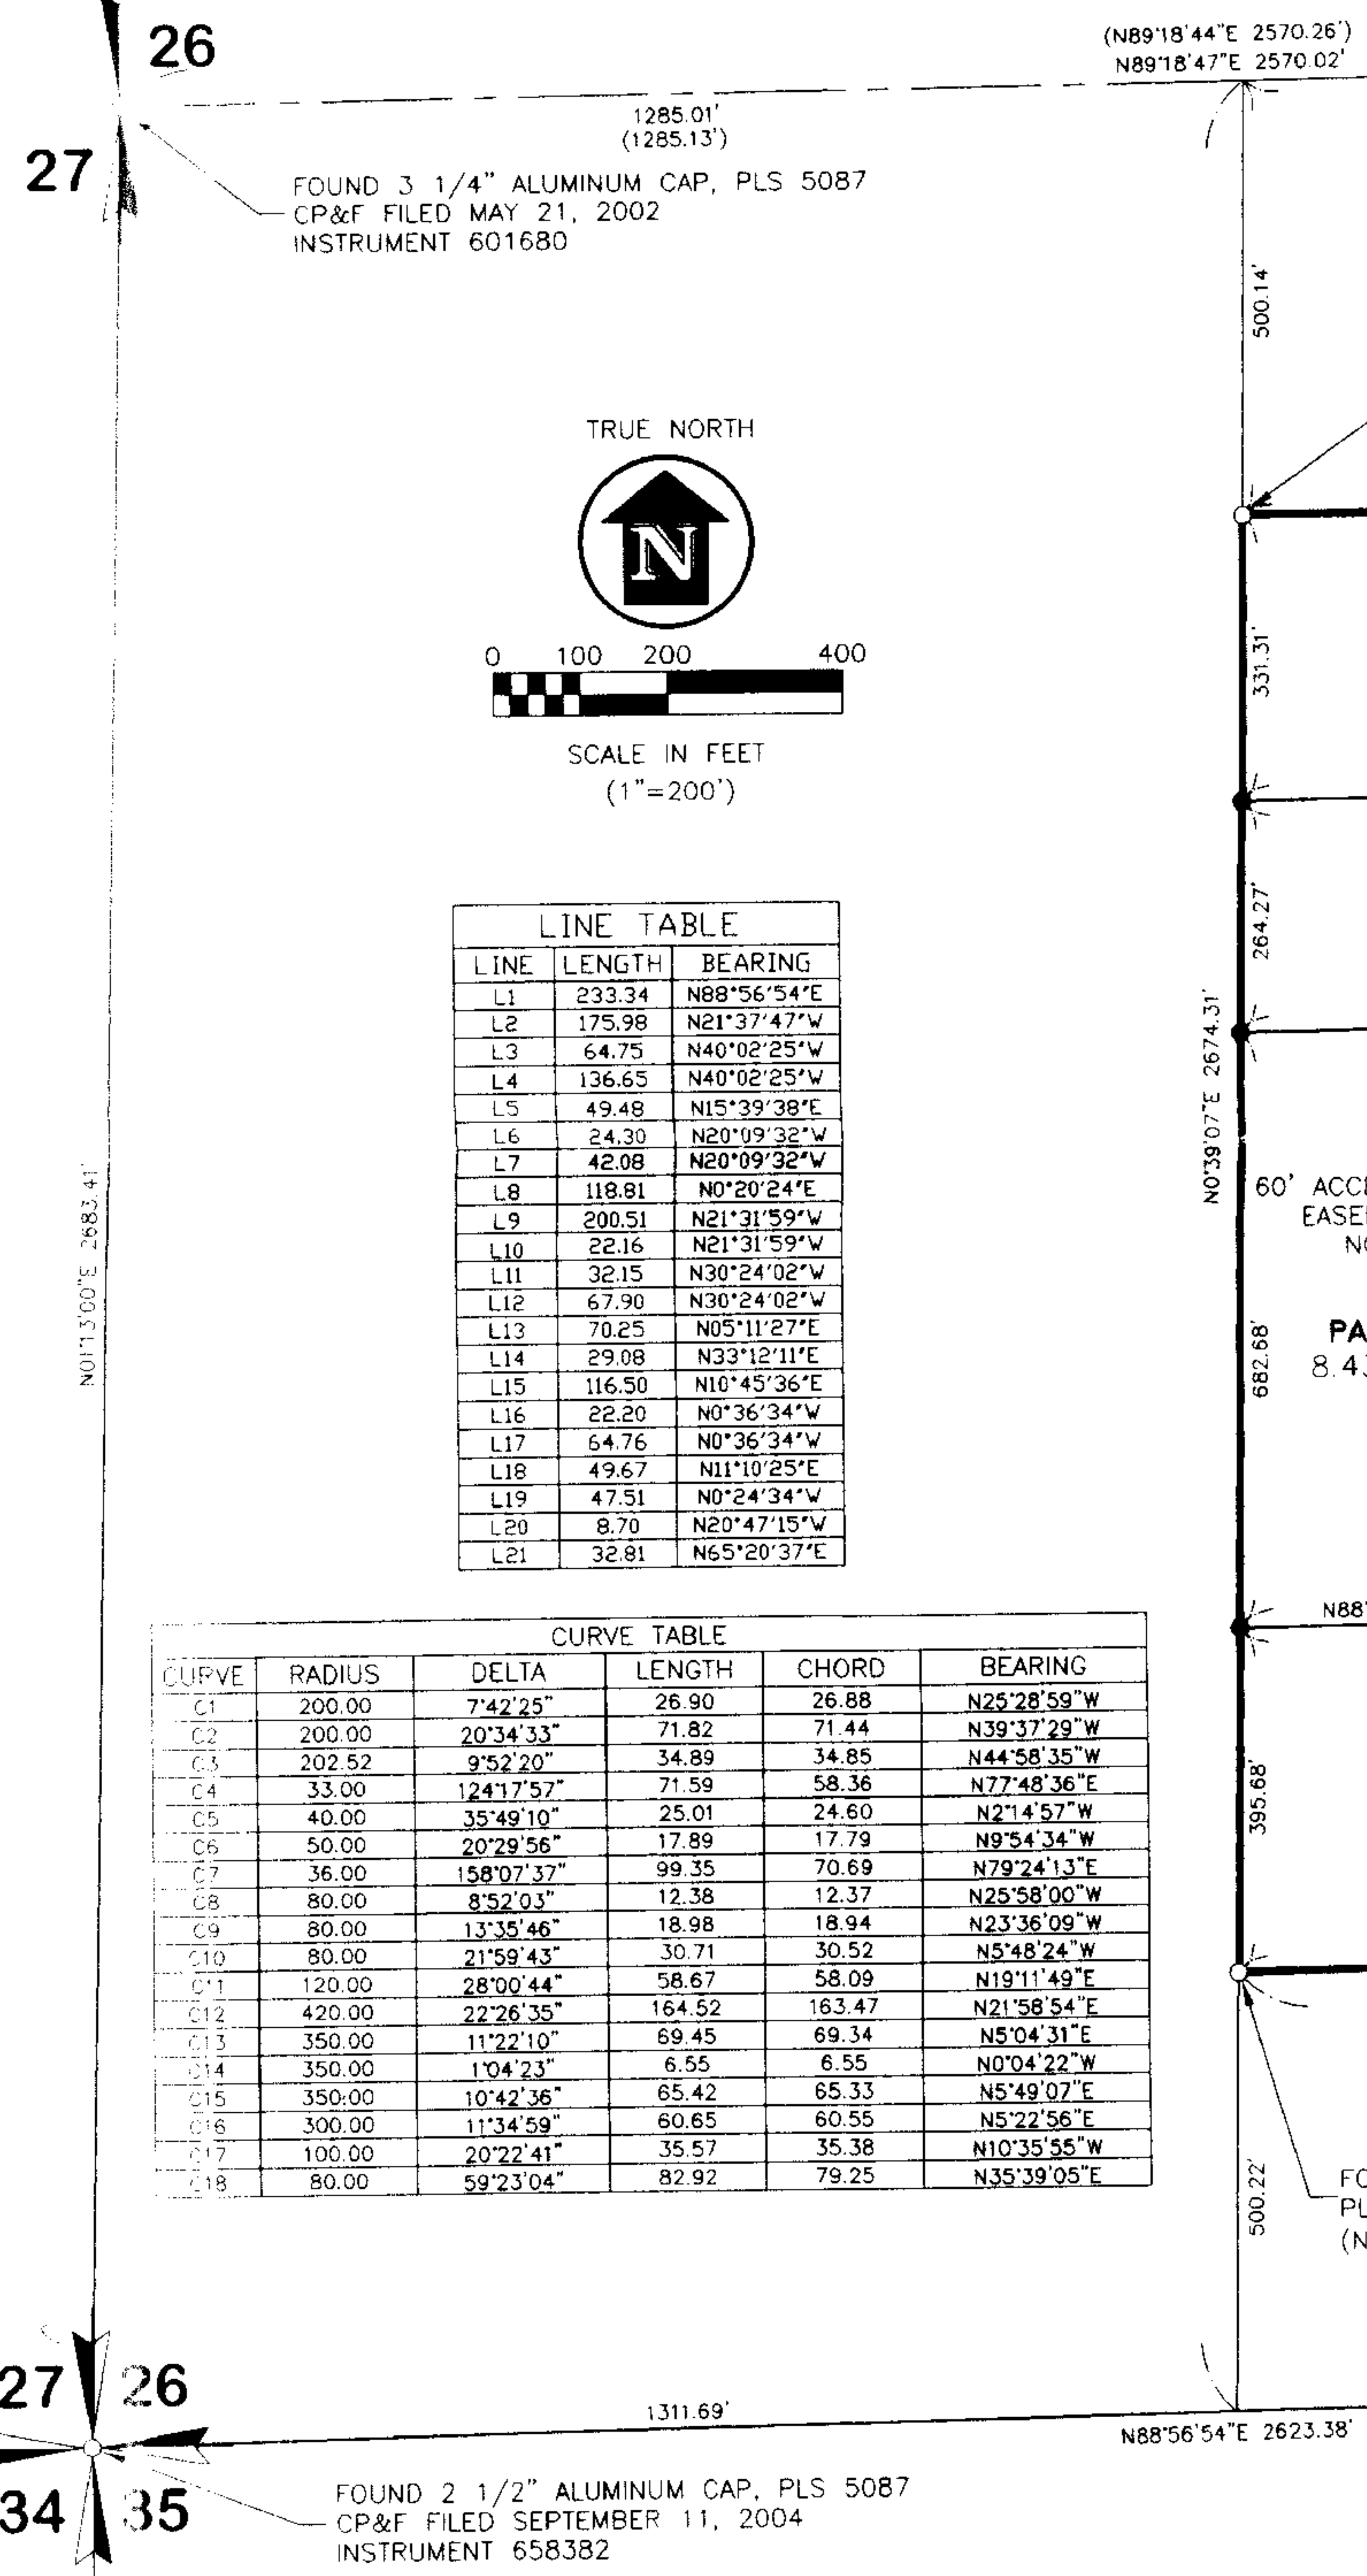 26
(N89°18'44"E 2570.26')
N89°18'47"E 2570.02'
1285.01'
(1285.13')
27
FOUND 3 1/4" ALUMINUM CAP, PLS 5087
CP&F FILED MAY 21, 2002
INSTRUMENT 601680
500.14'
TRUE NORTH
N
0 100 200 400
SCALE IN FEET
(1"=200')
331.31'
264.27'
LINE TABLE
LINE LENGTH BEARING
L1 233.34 N88°56'54"E
L2 175.98 N21°37'47"W
L3 64.75 N40°02'25"W
L4 136.65 N40°02'25"W
L5 49.48 N15°39'38"E
L6 24.30 N20°09'32"W
L7 42.08 N20°09'32"W
L8 118.81 N0°20'24"E
L9 200.51 N21°31'59"W
L10 22.16 N21°31'59"W
L11 32.15 N30°24'02"W
L12 67.90 N30°24'02"W
L13 70.25 N05°11'27"E
L14 29.08 N33°12'11"E
L15 116.50 N10°45'36"E
L16 22.20 N0°36'34"W
L17 64.76 N0°36'34"W
L18 49.67 N11°10'25"E
L19 47.51 N0°24'34"W
L20 8.70 N20°47'15"W
L21 32.81 N65°20'37"E
N0°39'07"E 2674.31'
N01°13'00"E 2683.41'
60' ACC
EASE
N
PA
8.43
682.68'
N88°
CURVE TABLE
CURVE RADIUS DELTA LENGTH CHORD BEARING
C1 200.00 7°42'25" 26.90 26.88 N25°28'59"W
C2 200.00 20°34'33" 71.82 71.44 N39°37'29"W
C3 202.52 9°52'20" 34.89 34.85 N44°58'35"W
C4 33.00 124°17'57" 71.59 58.36 N77°48'36"E
C5 40.00 35°49'10" 25.01 24.60 N2°14'57"W
C6 50.00 20°29'56" 17.89 17.79 N9°54'34"W
C7 36.00 158°07'37" 99.35 70.69 N79°24'13"E
C8 80.00 8°52'03" 12.38 12.37 N25°58'00"W
C9 80.00 13°35'46" 18.98 18.94 N23°36'09"W
C10 80.00 21°59'43" 30.71 30.52 N5°48'24"W
C11 120.00 28°00'44" 58.67 58.09 N19°11'49"E
C12 420.00 22°26'35" 164.52 163.47 N21°58'54"E
C13 350.00 11°22'10" 69.45 69.34 N5°04'31"E
C14 350.00 1°04'23" 6.55 6.55 N0°04'22"W
C15 350.00 10°42'36" 65.42 65.33 N5°49'07"E
C16 300.00 11°34'59" 60.65 60.55 N5°22'56"E
C17 100.00 20°22'41" 35.57 35.38 N10°35'55"W
C18 80.00 59°23'04" 82.92 79.25 N35°39'05"E
395.68'
500.22'
FO
PL
(N
27 26
1311.69'
N88°56'54"E 2623.38'
34 35
FOUND 2 1/2" ALUMINUM CAP, PLS 5087
CP&F FILED SEPTEMBER 11, 2004
INSTRUMENT 658382